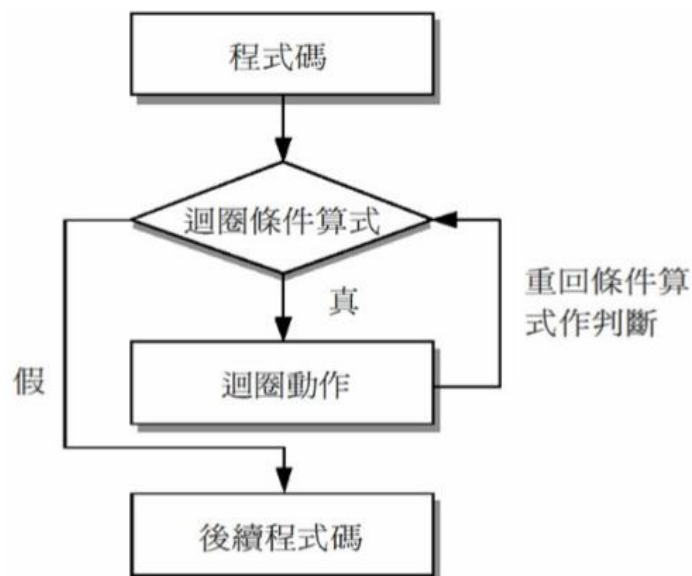 程式碼
迴圈條件算式
真
重回條件算
式作判斷
假
迴圈動作
後續程式碼